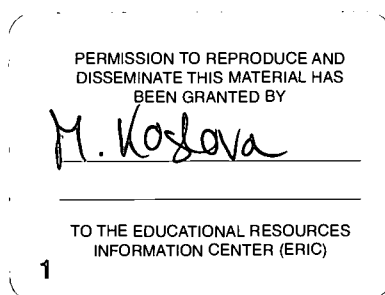 PERMISSION TO REPRODUCE AND
DISSEMINATE THIS MATERIAL HAS
BEEN GRANTED BY
M. Koslova
TO THE EDUCATIONAL RESOURCES
INFORMATION CENTER (ERIC)
1